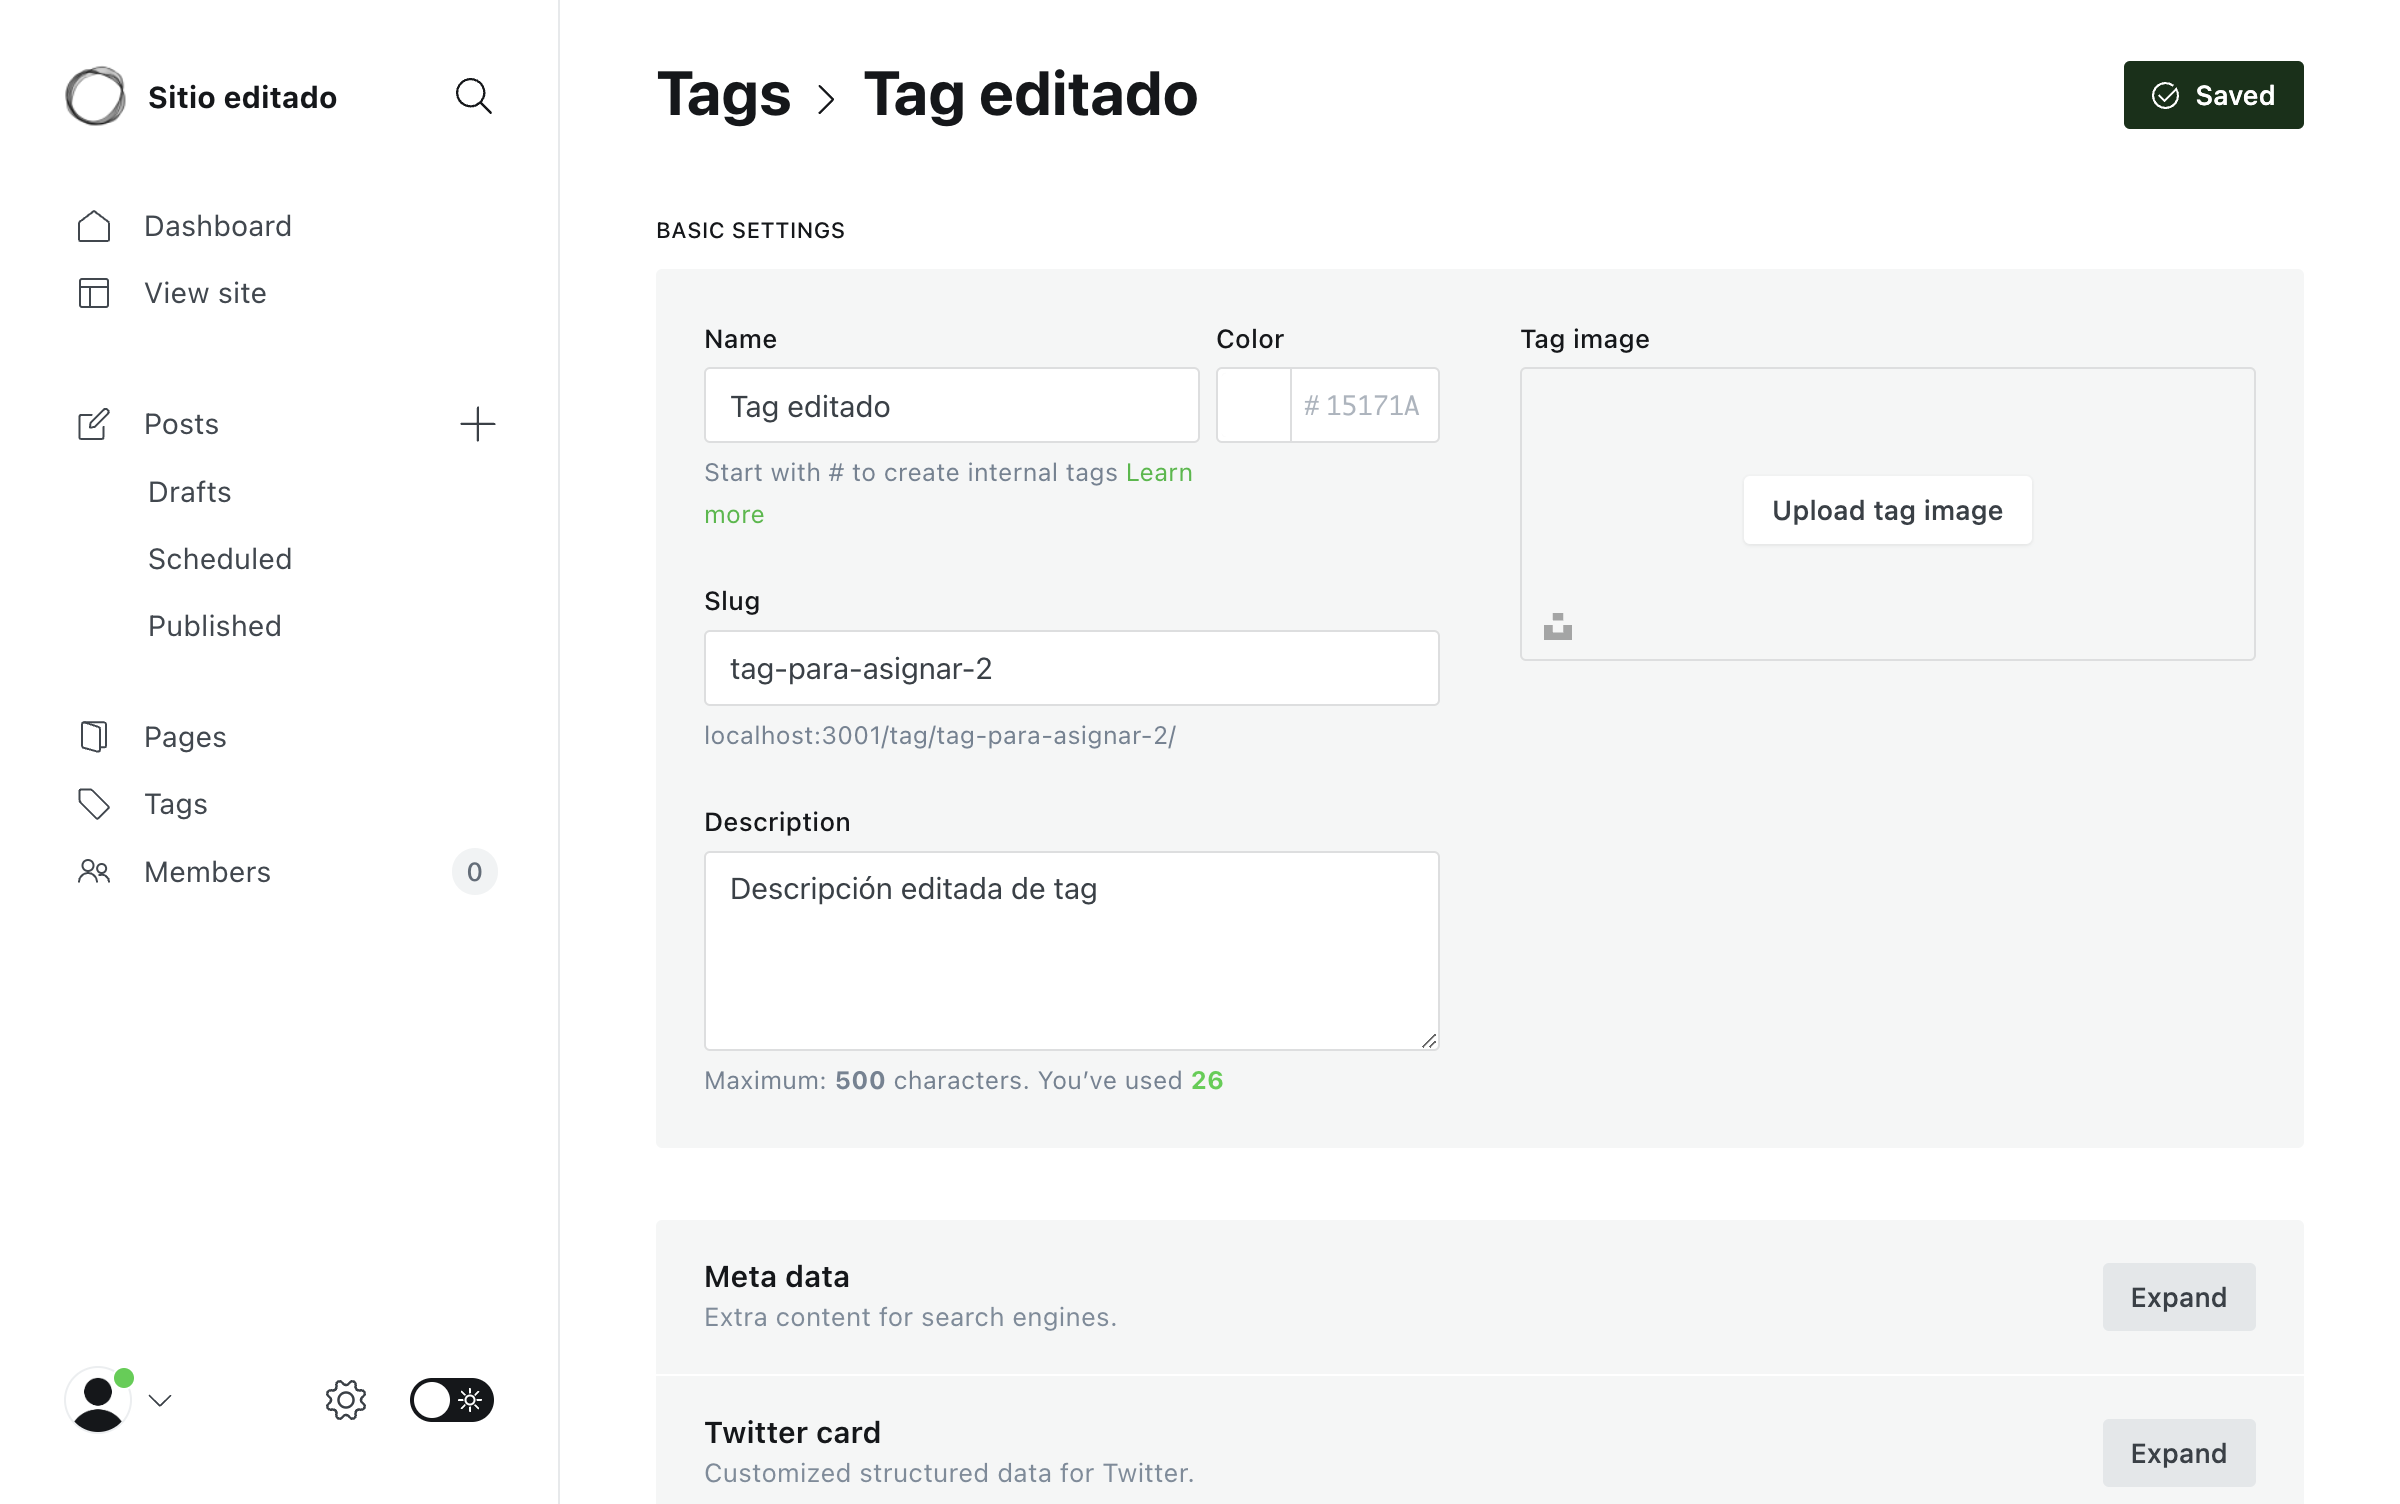 Sitio editado
Dashboard
View site
Posts
Drafts
Scheduled
Published
Pages
Tags
Members
0
Tags > Tag editado
Saved
BASIC SETTINGS
Name
Tag editado
Start with # to create internal tags Learn
more
Color
# 15171A
Slug
tag-para-asignar-2
localhost:3001/tag/tag-para-asignar-2/
Description
Descripción editada de tag
Maximum: 500 characters. You’ve used 26
Tag image
Upload tag image
Meta data
Extra content for search engines.
Expand
Twitter card
Customized structured data for Twitter.
Expand